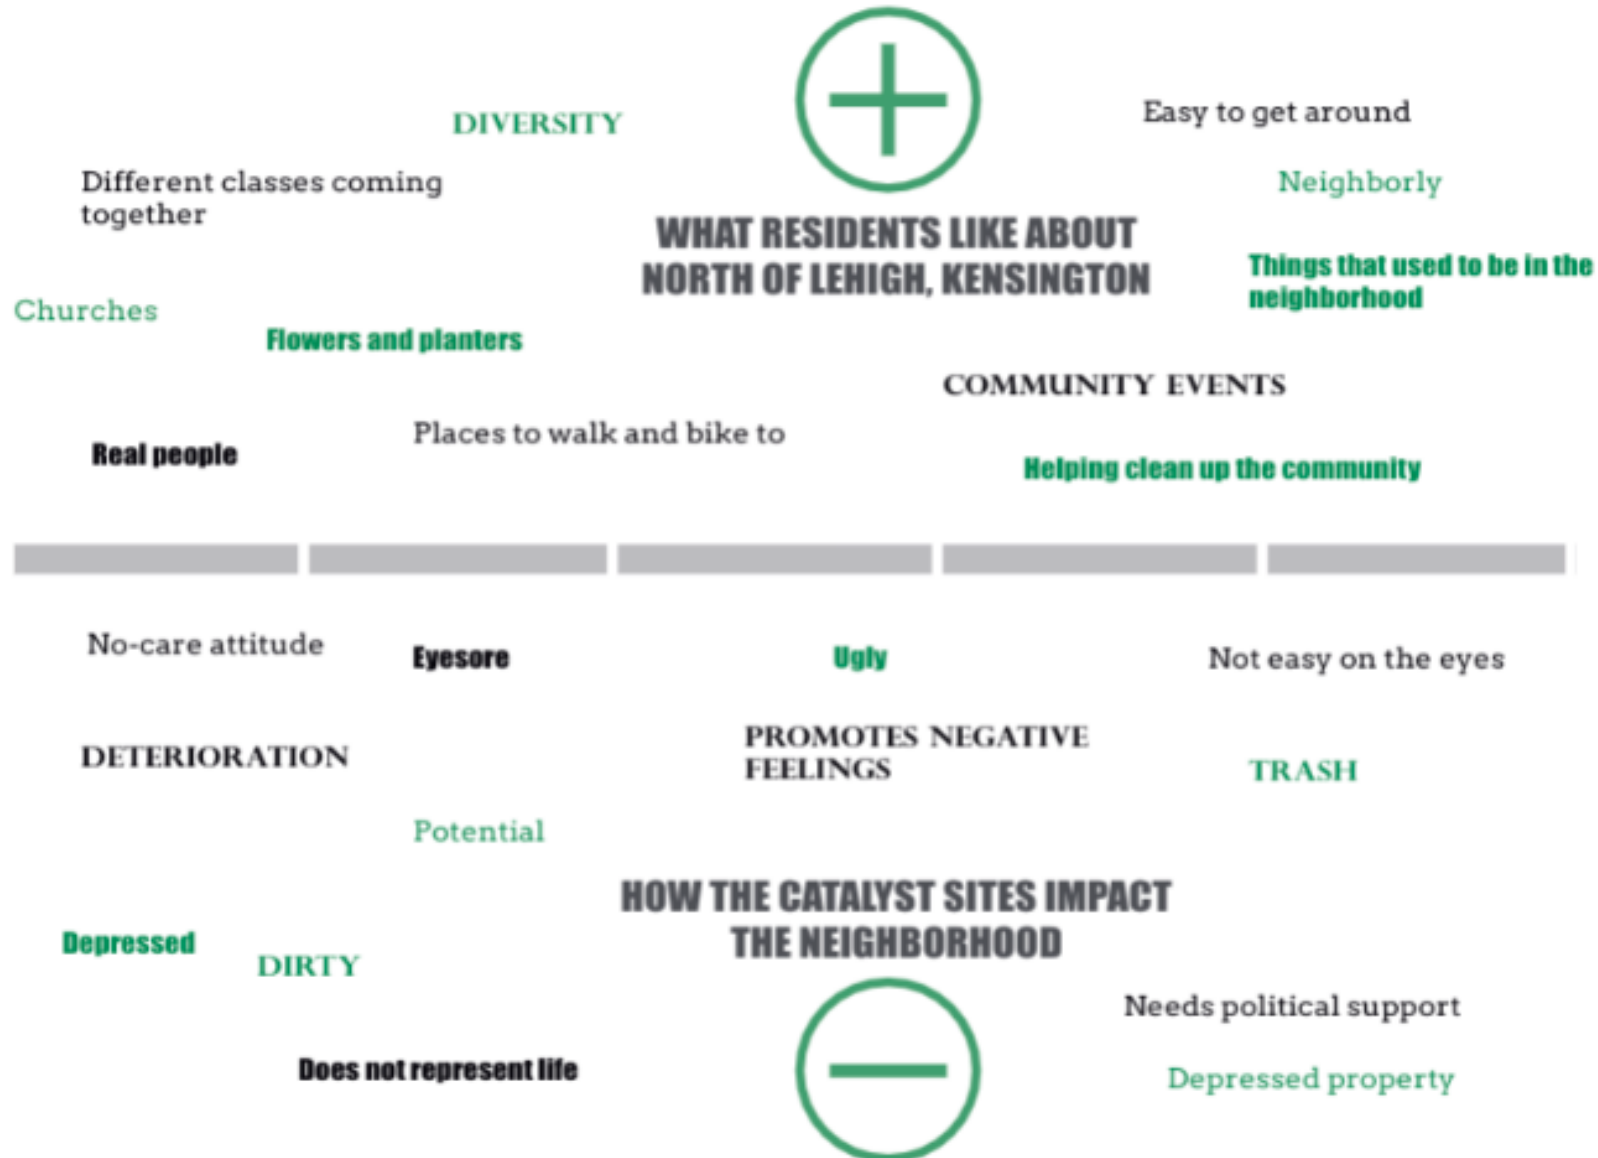 DIVERSITY
Easy to get around
Different classes coming
together
Neighborly
WHAT RESIDENTS LIKE ABOUT
NORTH OF LEHIGH, KENSINGTON
Things that used to be in the
neighborhood
Churches
Flowers and planters
COMMUNITY EVENTS
Places to walk and bike to
Real people
Helping clean up the community
No-care attitude
Eyesore
Ugly
Not easy on the eyes
DETERIORATION
PROMOTES NEGATIVE
FEELINGS
TRASH
Potential
HOW THE CATALYST SITES IMPACT
THE NEIGHBORHOOD
Depressed
DIRTY
Needs political support
Does not represent life
Depressed property